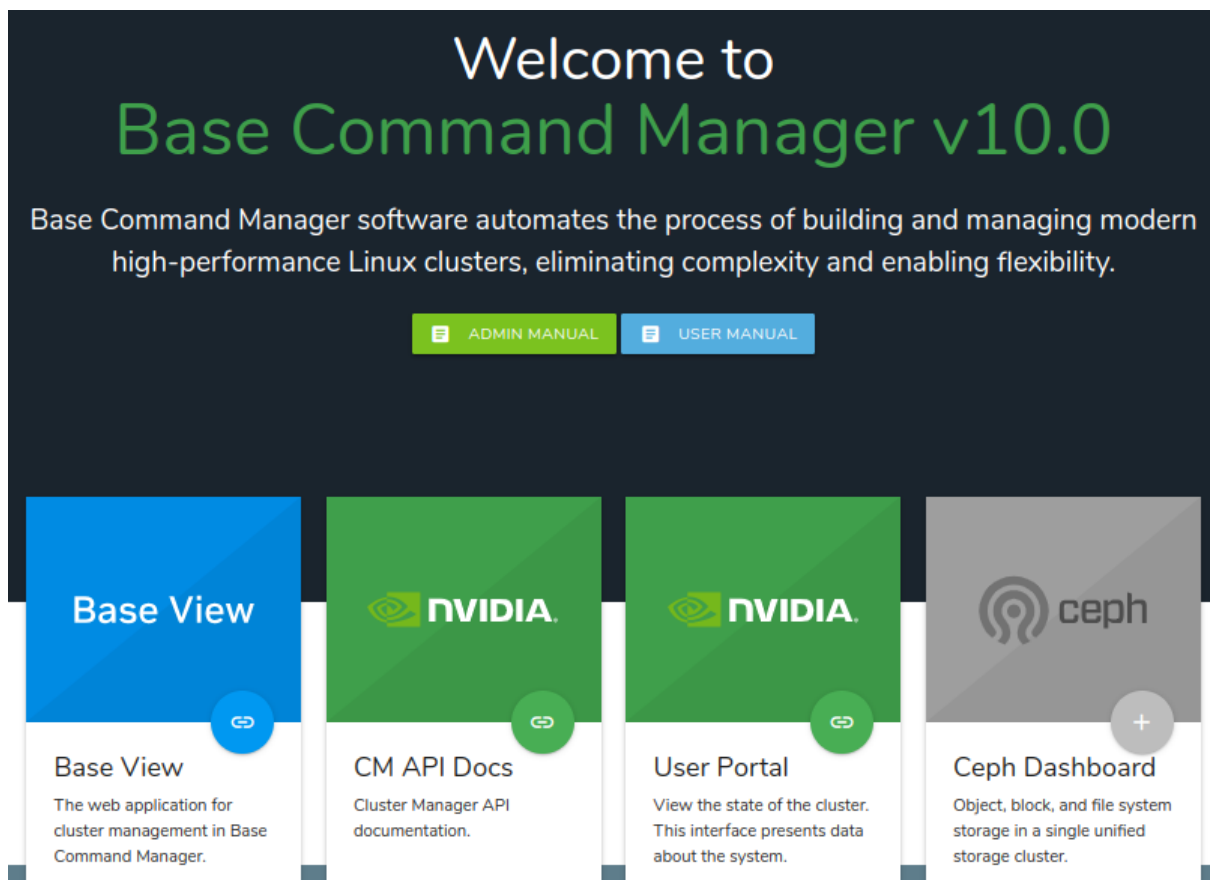 Welcome to
Base Command Manager v10.0
Base Command Manager software automates the process of building and managing modern
high-performance Linux clusters, eliminating complexity and enabling flexibility.
ADMIN MANUAL
USER MANUAL
Base View
NVIDIA.
NVIDIA.
ceph
Base View
The web application for
cluster management in Base
Command Manager.
CM API Docs
Cluster Manager API
documentation.
User Portal
View the state of the cluster.
This interface presents data
about the system.
Ceph Dashboard
Object, block, and file system
storage in a single unified
storage cluster.